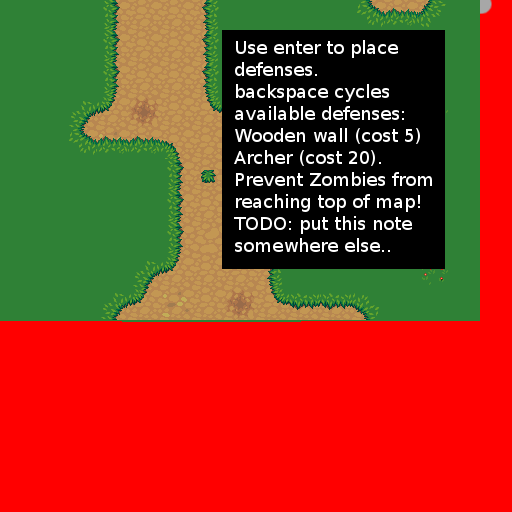 Use enter to place
defenses.
backspace cycles
available defenses:
Wooden wall (cost 5)
Archer (cost 20).
Prevent Zombies from
reaching top of map!
TODO: put this note
somewhere else..